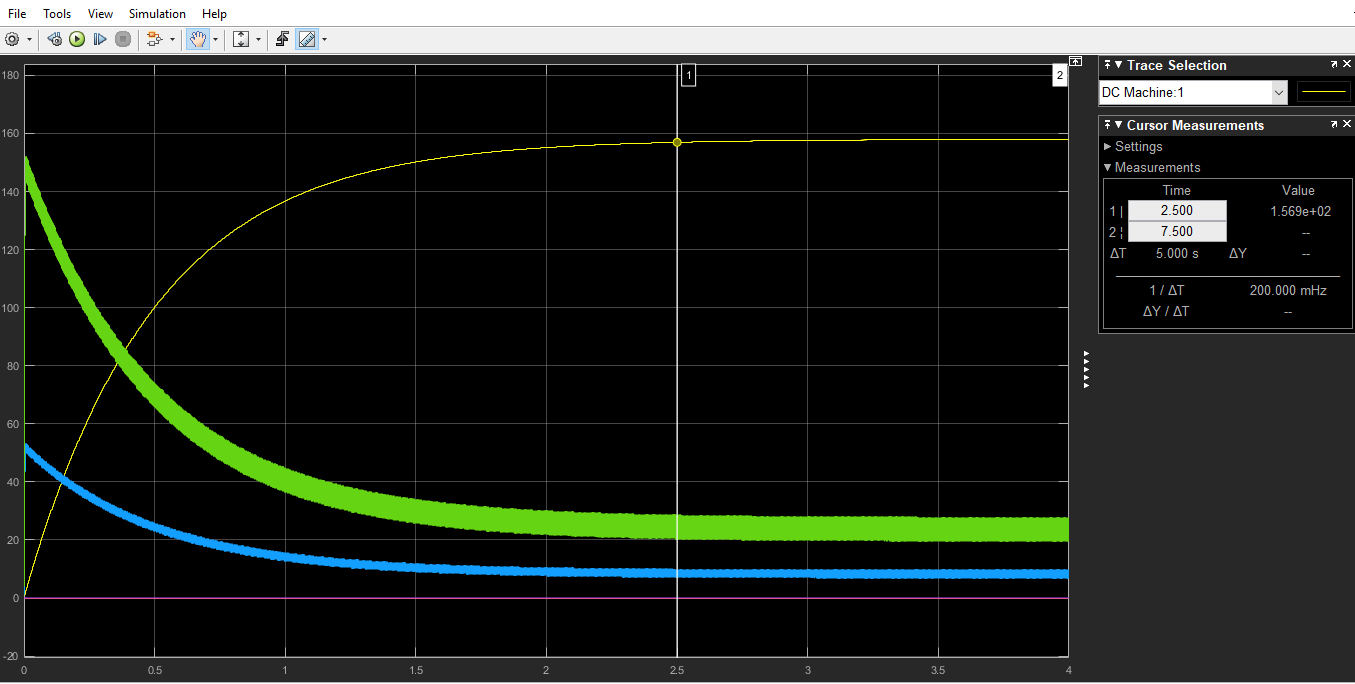 File Tools View Simulation Help
Trace Selection
DC Machine:1
Cursor Measurements
Settings
Measurements
Time Value
1 | 2.500 1.569e+02
2 ¦ 7.500 --
ΔT 5.000 s ΔY --
1 / ΔT 200.000 mHz
ΔY / ΔT --
1
2
180
160
140
120
100
80
60
40
20
0
-20
0 0.5 1 1.5 2 2.5 3 3.5 4